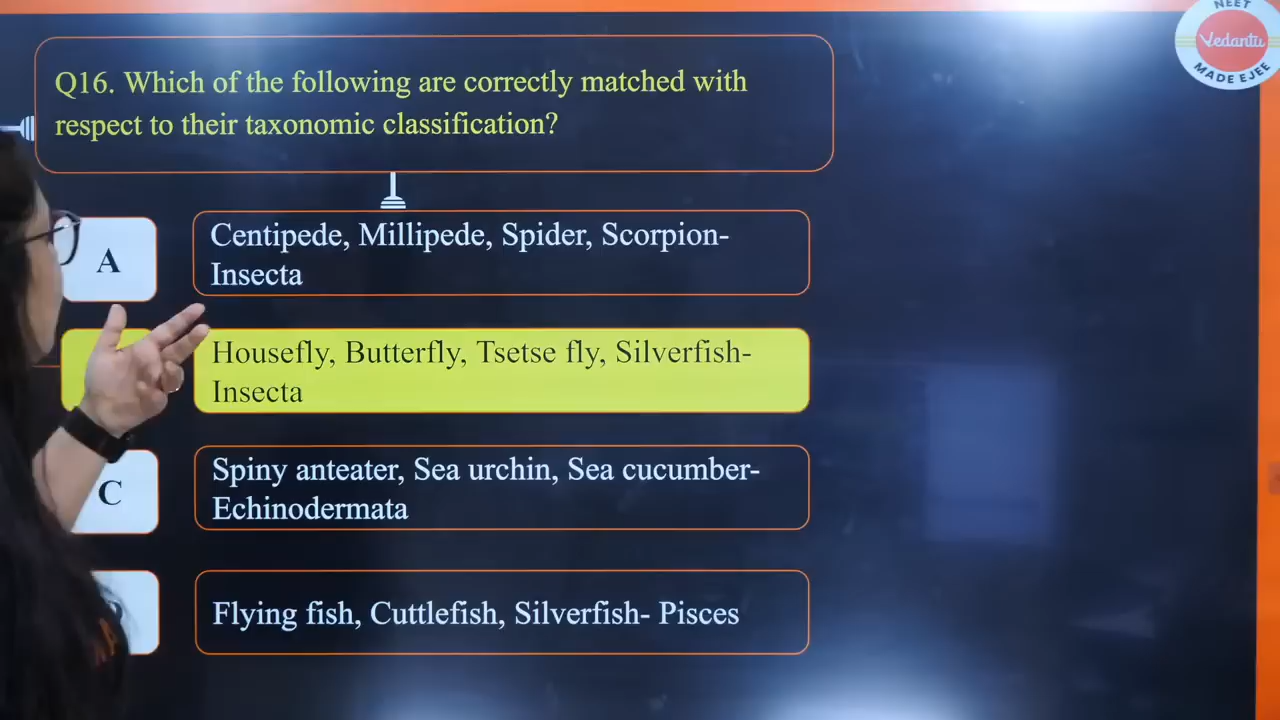 NEET
Vedantu
MADE EJEE
Q16. Which of the following are correctly matched with
respect to their taxonomic classification?
A
Centipede, Millipede, Spider, Scorpion-
Insecta
Housefly, Butterfly, Tsetse fly, Silverfish-
Insecta
C
Spiny anteater, Sea urchin, Sea cucumber-
Echinodermata
Flying fish, Cuttlefish, Silverfish- Pisces